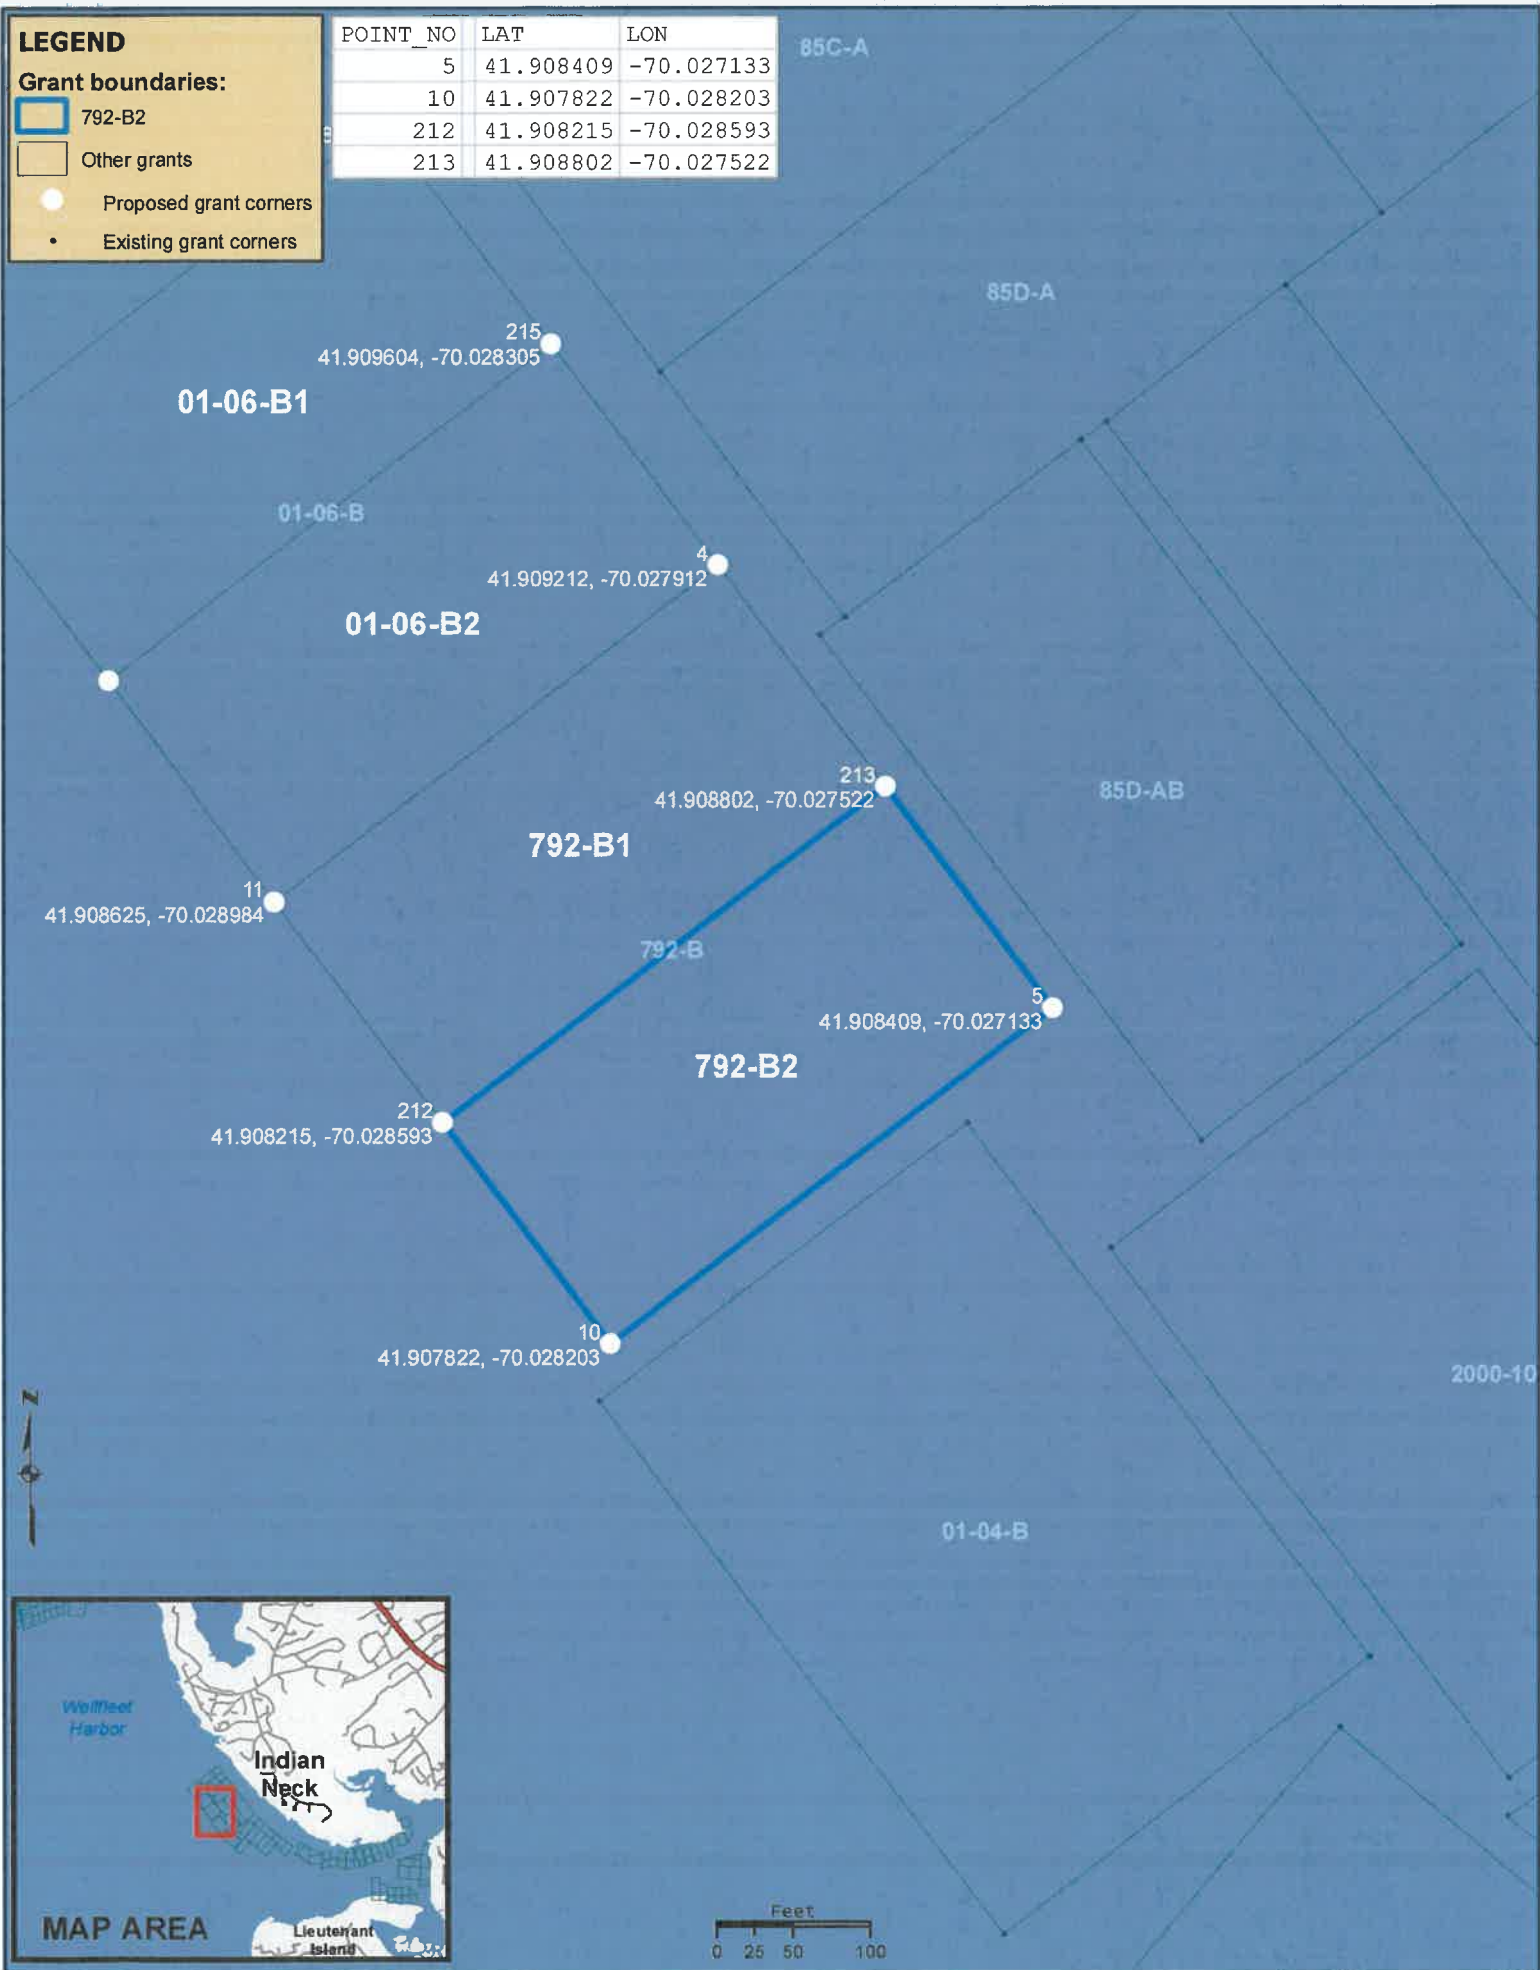 LEGEND
Grant boundaries:
792-B2
Other grants
Proposed grant corners
Existing grant corners
POINT_NO LAT LON
5 41.908409 -70.027133
10 41.907822 -70.028203
212 41.908215 -70.028593
213 41.908802 -70.027522
85C-A
85D-A
215
41.909604, -70.028305
01-06-B1
01-06-B
4
41.909212, -70.027912
01-06-B2
213
41.908802, -70.027522
85D-AB
792-B1
11
41.908625, -70.028984
792-B
5
41.908409, -70.027133
792-B2
212
41.908215, -70.028593
10
41.907822, -70.028203
2000-10
N
01-04-B
Wellfleet
Harbor
Indian
Neck
MAP AREA
Lieutenant
Island
Feet
0 25 50 100